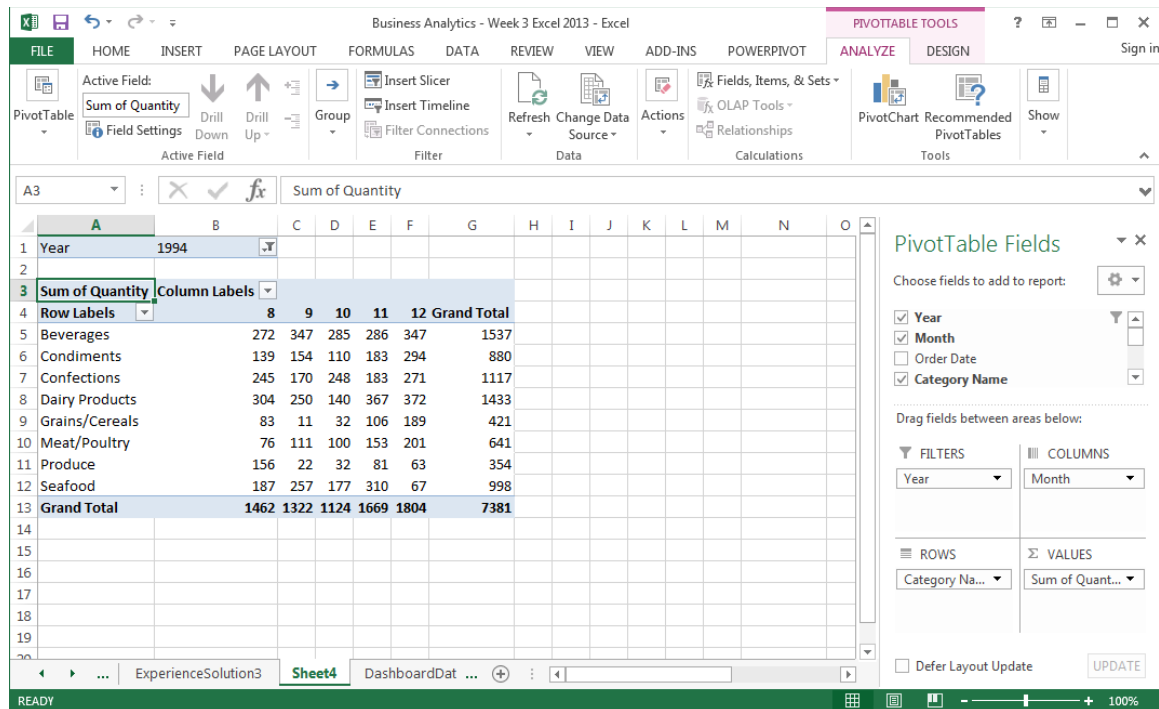 Business Analytics - Week 3 Excel 2013 - Excel
PIVOTTABLE TOOLS
?
FILE HOME INSERT PAGE LAYOUT FORMULAS DATA REVIEW VIEW ADD-INS POWERPIVOT ANALYZE DESIGN Sign in
PivotTable
Active Field:
Sum of Quantity
Field Settings
Drill Down
Drill Up
Active Field
Group
Insert Slicer
Insert Timeline
Filter Connections
Filter
Refresh
Change Data Source
Data
Actions
Fields, Items, & Sets
OLAP Tools
Relationships
Calculations
PivotChart
Recommended PivotTables
Tools
Show
A3 fx Sum of Quantity
A B C D E F G H I J K L M N O
1 Year 1994
2
3 Sum of Quantity Column Labels
4 Row Labels 8 9 10 11 12 Grand Total
5 Beverages 272 347 285 286 347 1537
6 Condiments 139 154 110 183 294 880
7 Confections 245 170 248 183 271 1117
8 Dairy Products 304 250 140 367 372 1433
9 Grains/Cereals 83 11 32 106 189 421
10 Meat/Poultry 76 111 100 153 201 641
11 Produce 156 22 32 81 63 354
12 Seafood 187 257 177 310 67 998
13 Grand Total 1462 1322 1124 1669 1804 7381
14
15
16
17
18
19
20
PivotTable Fields
Choose fields to add to report:
Year
Month
Order Date
Category Name
Drag fields between areas below:
FILTERS
Year
COLUMNS
Month
ROWS
Category Na...
Σ VALUES
Sum of Quant...
Defer Layout Update UPDATE
... ExperienceSolution3 Sheet4 DashboardDat ...
READY 100%